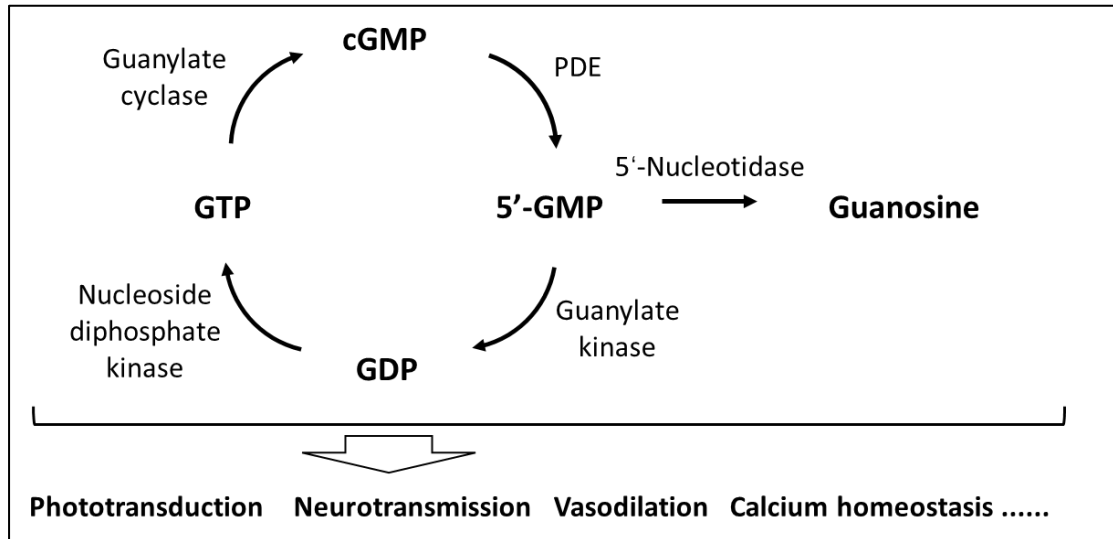 cGMP
Guanylate
cyclase
PDE
5‘-Nucleotidase
GTP
5’-GMP
Guanosine
Nucleoside
diphosphate
kinase
Guanylate
kinase
GDP
Phototransduction Neurotransmission Vasodilation Calcium homeostasis ......